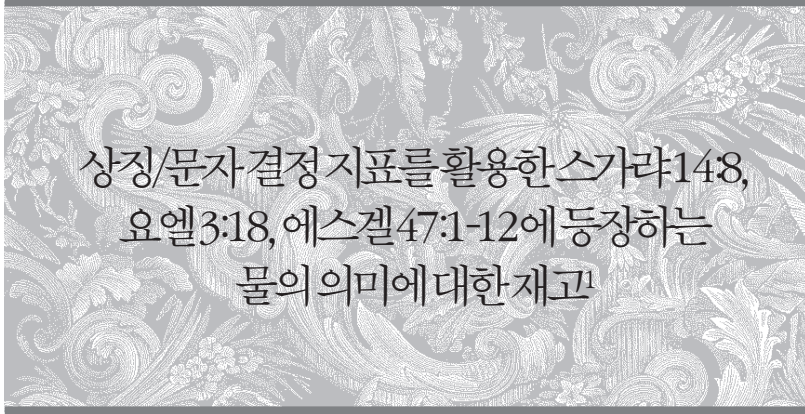 상징/문자 결정 지표를 활용한 스가랴 14:8,
요엘 3:18, 에스겔 47:1-12에 등장하는
물의 의미에 대한 재고1